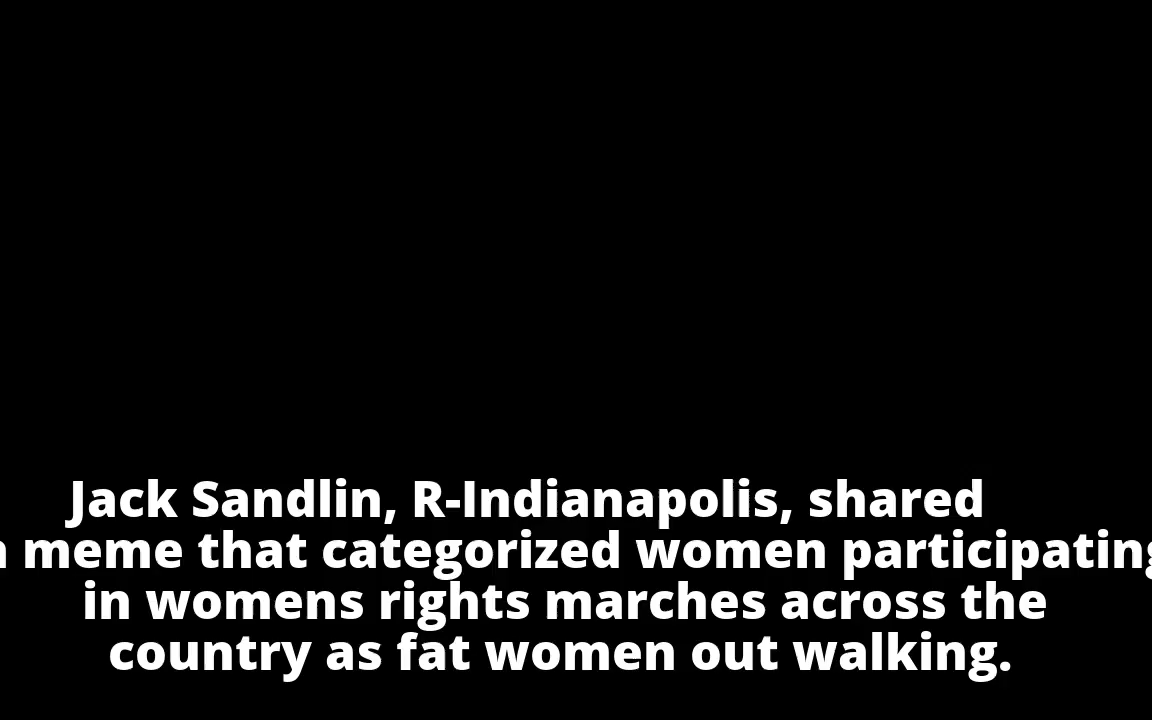 Jack Sandlin, R-Indianapolis, shared
a meme that categorized women participating
in womens rights marches across the
country as fat women out walking.